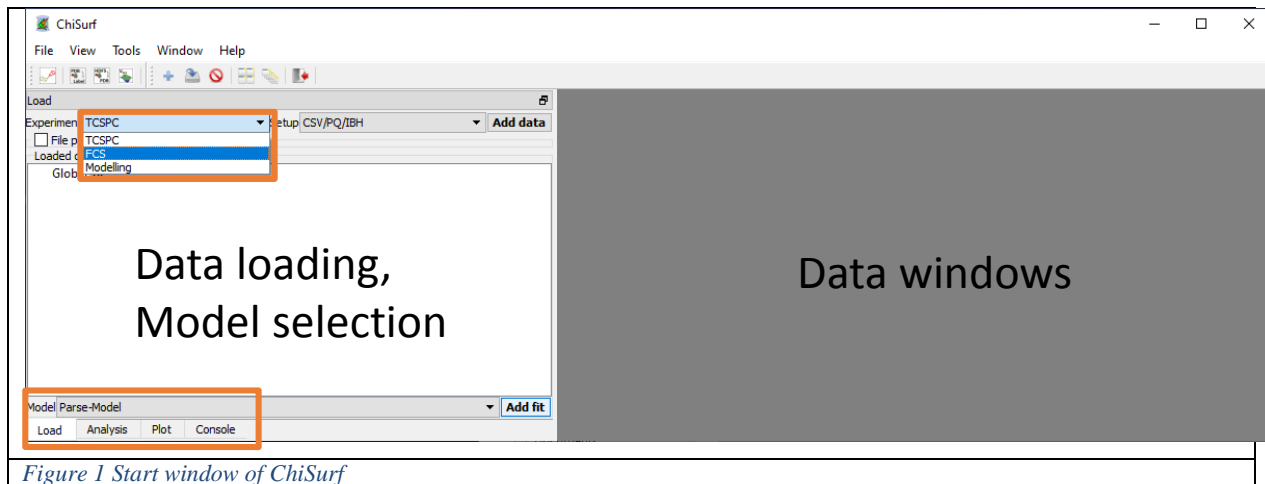 ChiSurf
File View Tools Window Help
Load
Experimen TCSPC Setup CSV/PQ/IBH Add data
File p TCSPC
Loaded d FCS
Glob Modelling
Data loading,
Model selection
Data windows
Model Parse-Model Add fit
Load Analysis Plot Console
Figure 1 Start window of ChiSurf